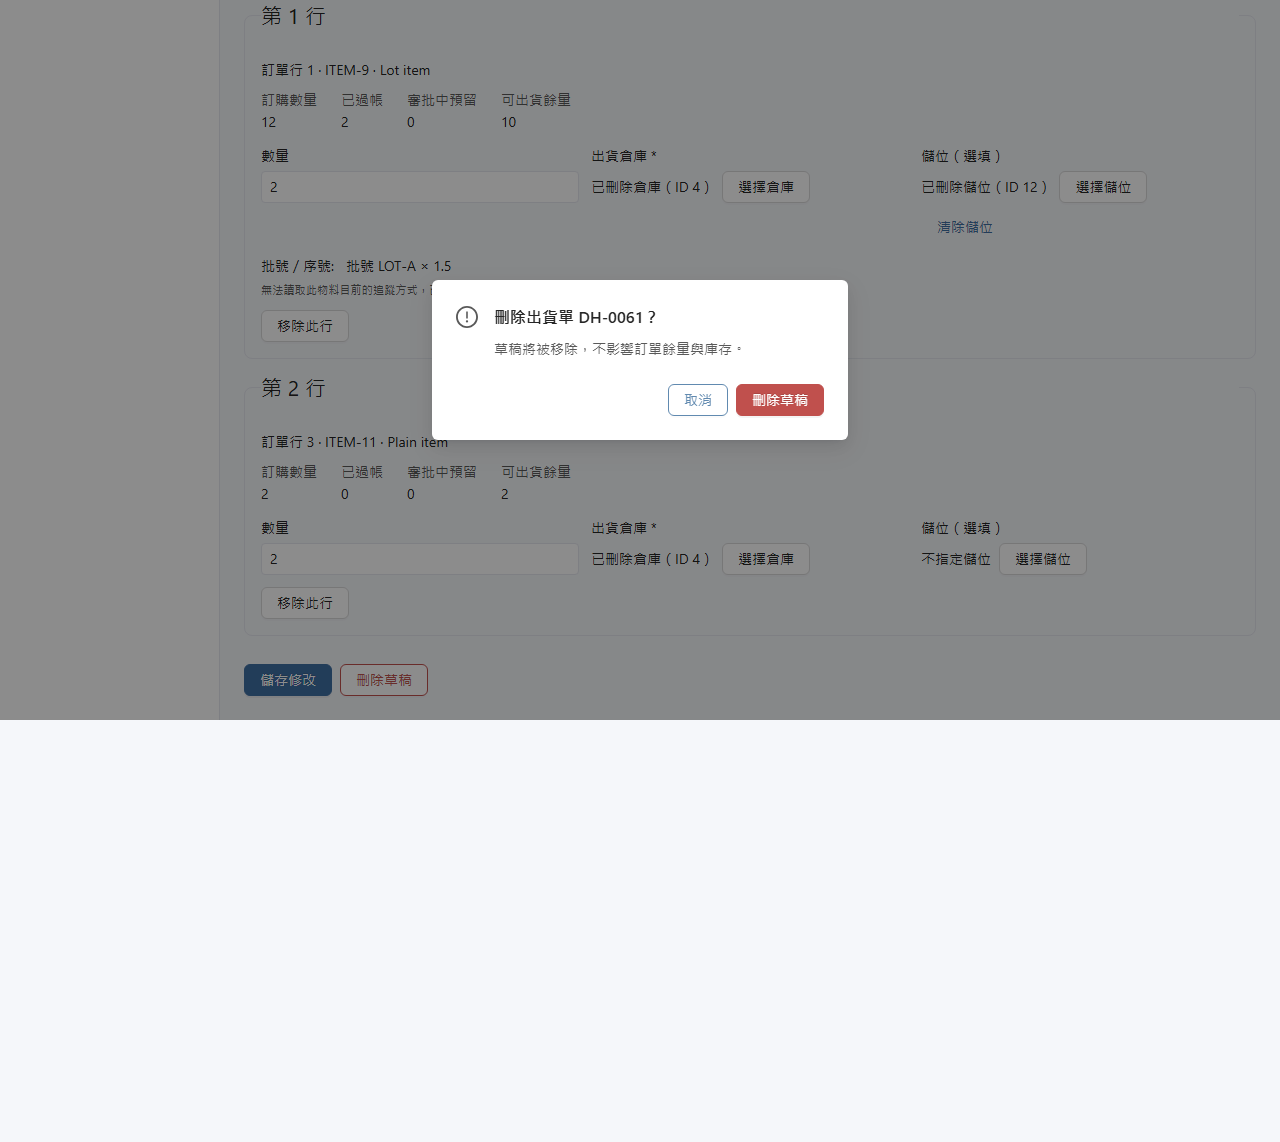 第 1 行
訂單行 1 · ITEM-9 · Lot item
訂購數量 已過帳 審批中預留 可出貨餘量
12 2 0 10
數量 出貨倉庫 * 儲位（選填）
2 已刪除倉庫（ID 4） 選擇倉庫 已刪除儲位（ID 12） 選擇儲位
清除儲位
批號 / 序號: 批號 LOT-A × 1.5
無法讀取此物料目前的追蹤方式，
移除此行
刪除出貨單 DH-0061？
草稿將被移除，不影響訂單餘量與庫存。
取消 刪除草稿
第 2 行
訂單行 3 · ITEM-11 · Plain item
訂購數量 已過帳 審批中預留 可出貨餘量
2 0 0 2
數量 出貨倉庫 * 儲位（選填）
2 已刪除倉庫（ID 4） 選擇倉庫 不指定儲位 選擇儲位
移除此行
儲存修改 刪除草稿